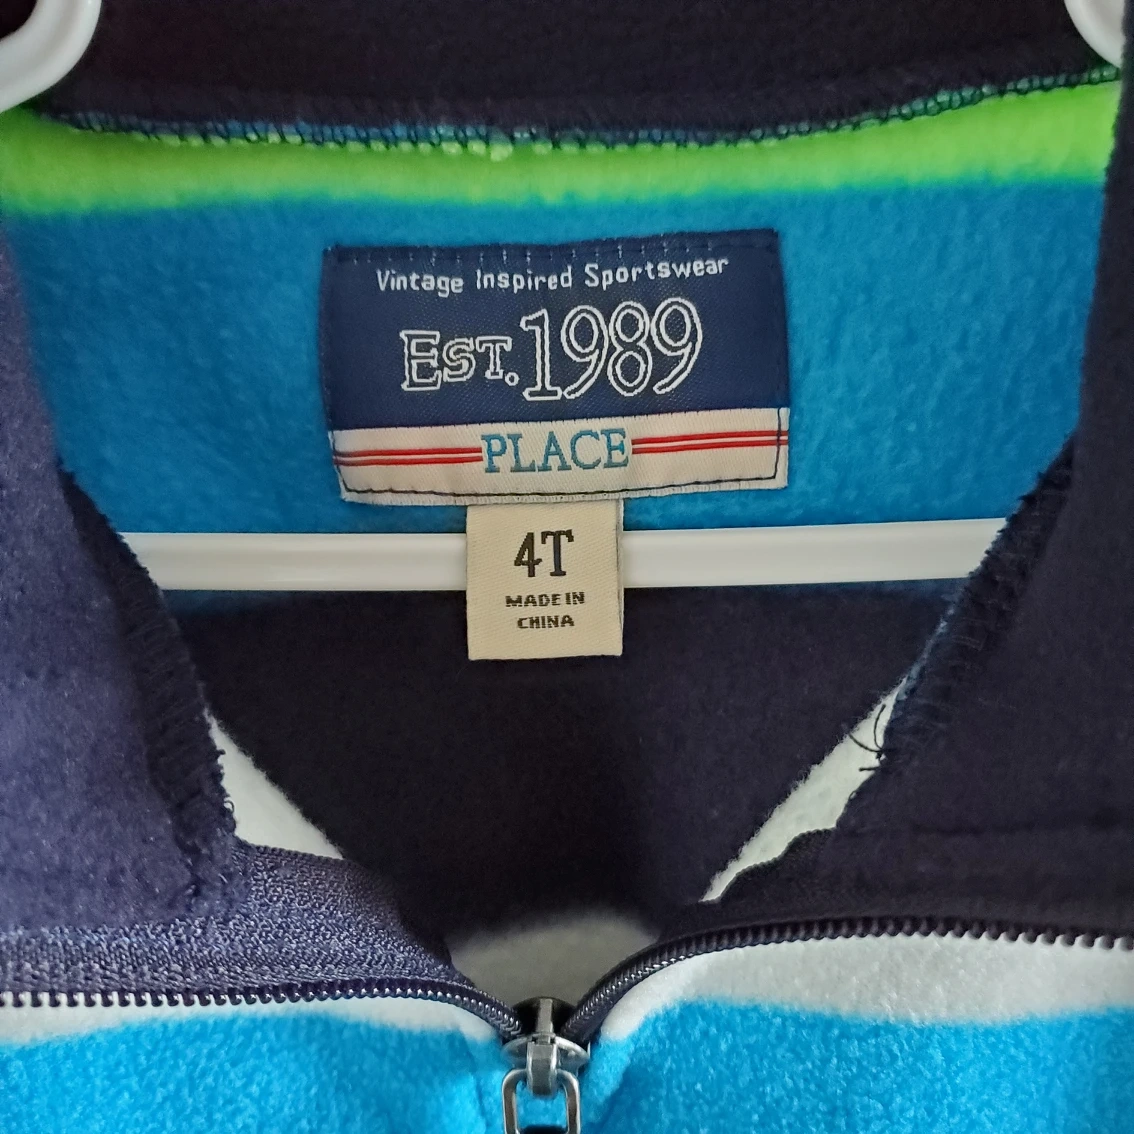 Vintage Inspired Sportswear
EST. 1989
PLACE
4T
MADE IN
CHINA